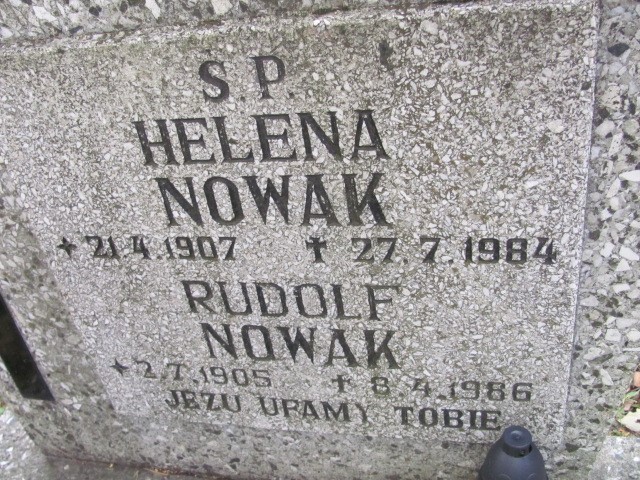 S.P.
HELENA
NOWAK
21.4.1907 † 27.7.1984
RUDOLF
NOWAK
2.7.1905 † 8.4.1986
JEZU UFAMY TOBIE